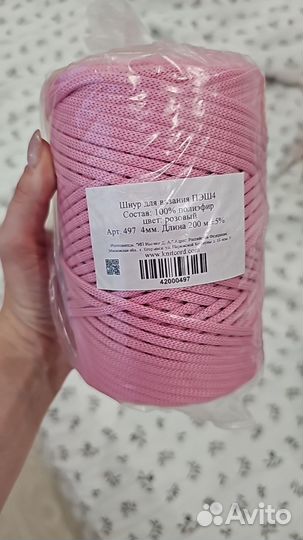 Шнур для вязания ПЭШ4
Состав: 100% полиэфир
цвет: розовый
Арт. 497 4мм. Длина 200 м ±5%
www.knitcord.com
42000497
Avito